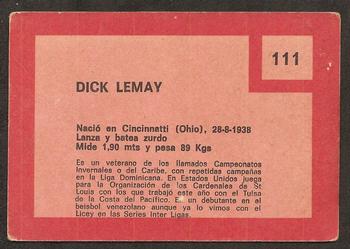 111
DICK LEMAY
Nació en Cincinnatti (Ohio), 28-8-1938
Lanza y batea zurdo
Mide 1,90 mts y pesa 89 Kgs
Es un veterano de los llamados Campeonatos
Invernales o del Caribe, con repetidas campañas
en la Liga Dominicana. En Estados Unidos juega
para la Organización de los Cardenales de St
Louis con los que trabajó este año con el Tulsa
de la Costa del Pacífico. Es un debutante en el
beisbol venezolano aunque ya lo vimos con el
Licey en las Series Inter Ligas.